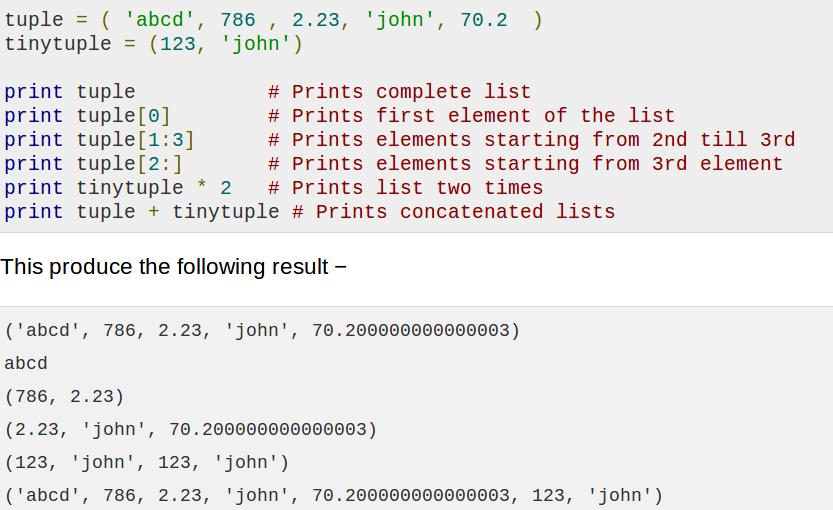 tuple = ( 'abcd', 786 , 2.23, 'john', 70.2  )
tinytuple = (123, 'john')
print tuple           # Prints complete list
print tuple[0]        # Prints first element of the list
print tuple[1:3]      # Prints elements starting from 2nd till 3rd
print tuple[2:]       # Prints elements starting from 3rd element
print tinytuple * 2   # Prints list two times
print tuple + tinytuple # Prints concatenated lists
This produce the following result −
('abcd', 786, 2.23, 'john', 70.200000000000003)
abcd
(786, 2.23)
(2.23, 'john', 70.200000000000003)
(123, 'john', 123, 'john')
('abcd', 786, 2.23, 'john', 70.200000000000003, 123, 'john')